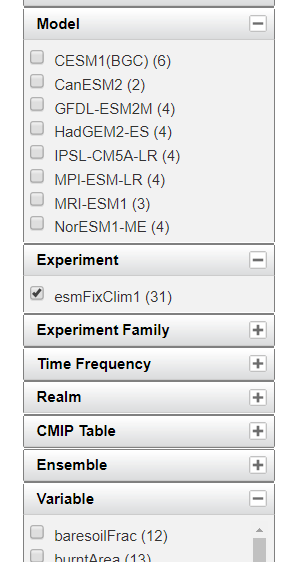 Model
CESM1(BGC) (6)
CanESM2 (2)
GFDL-ESM2M (4)
HadGEM2-ES (4)
IPSL-CM5A-LR (4)
MPI-ESM-LR (4)
MRI-ESM1 (3)
NorESM1-ME (4)
Experiment
esmFixClim1 (31)
Experiment Family
Time Frequency
Realm
CMIP Table
Ensemble
Variable
baresoilFrac (12)
burntArea (13)